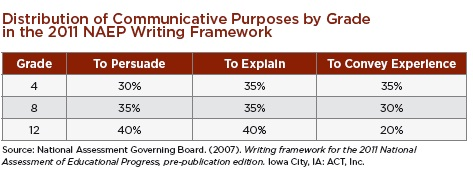 Distribution of Communicative Purposes by Grade
in the 2011 NAEP Writing Framework
Grade To Persuade To Explain To Convey Experience
4 30% 35% 35%
8 35% 35% 30%
12 40% 40% 20%
Source: National Assessment Governing Board. (2007). Writing framework for the 2011 National
Assessment of Educational Progress, pre-publication edition. Iowa City, IA: ACT, Inc.